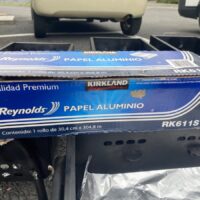 Reynolds
PAPEL ALUMINIO
RK611S
alidad Premium
KIRKLAND
Reynolds
PAPEL ALUMINIO
Contenido: 1 rollo de 30,4 cm x 304,8 m
RK611S